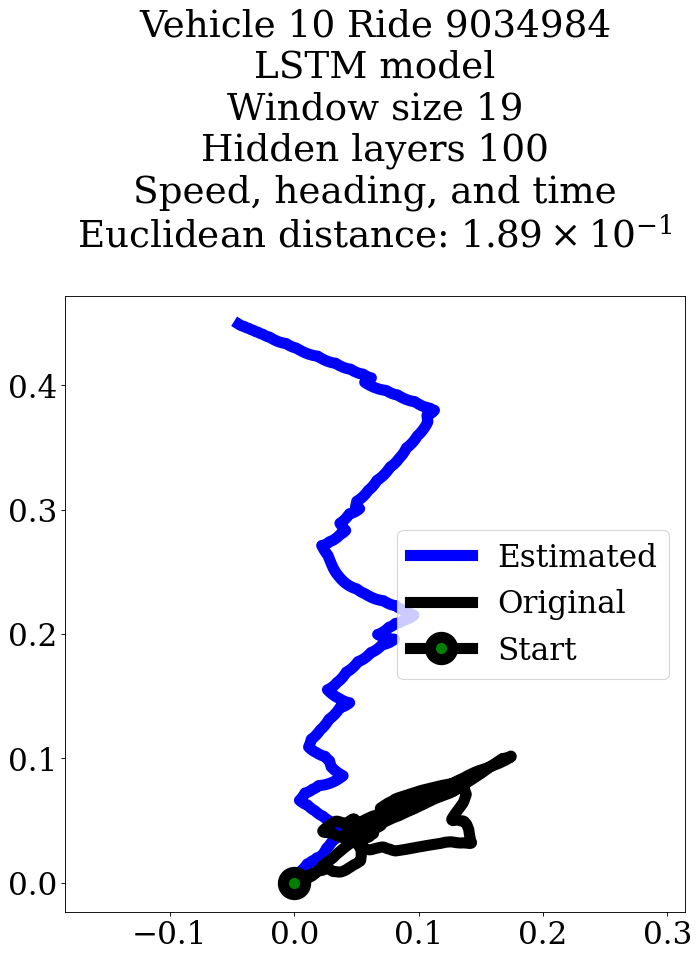 Vehicle 10 Ride 9034984
LSTM model
Window size 19
Hidden layers 100
Speed, heading, and time
Euclidean distance: 1.89 × 10⁻¹
0.4
0.3
0.2
0.1
0.0
Estimated
Original
Start
−0.1 0.0 0.1 0.2 0.3